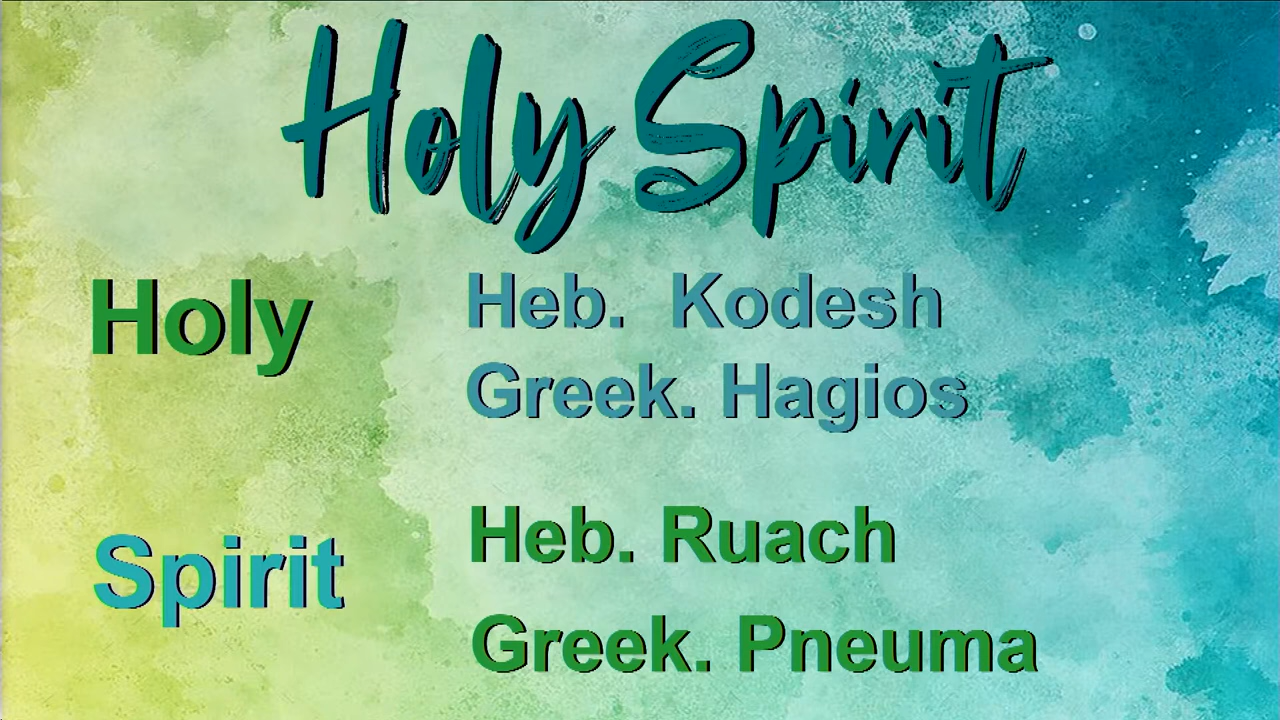 Holy Spirit
Holy
Heb. Kodesh
Greek. Hagios
Spirit
Heb. Ruach
Greek. Pneuma